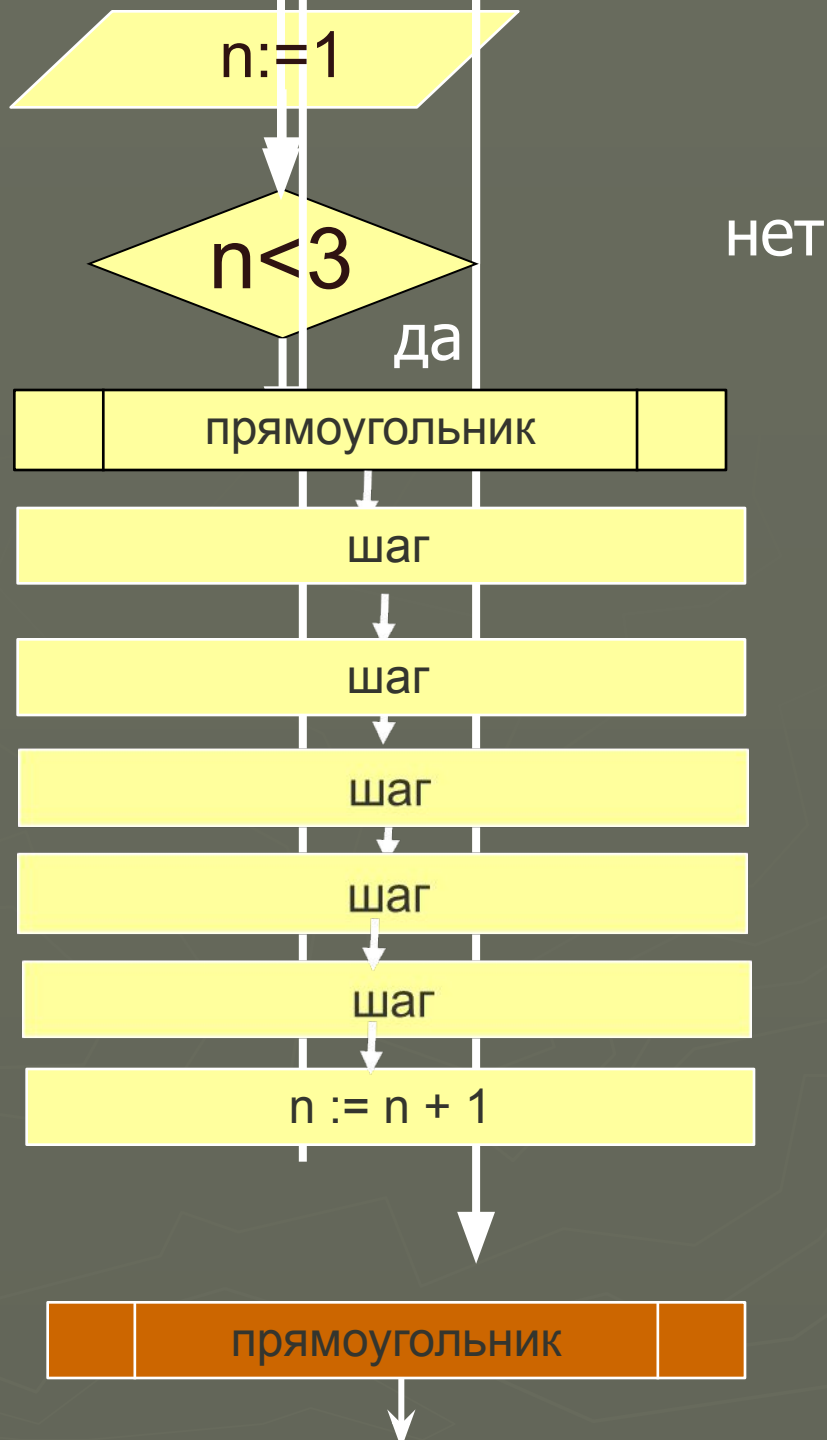 n:=1
n<3
нет
да
прямоугольник
шаг
шаг
шаг
шаг
шаг
n := n + 1
прямоугольник